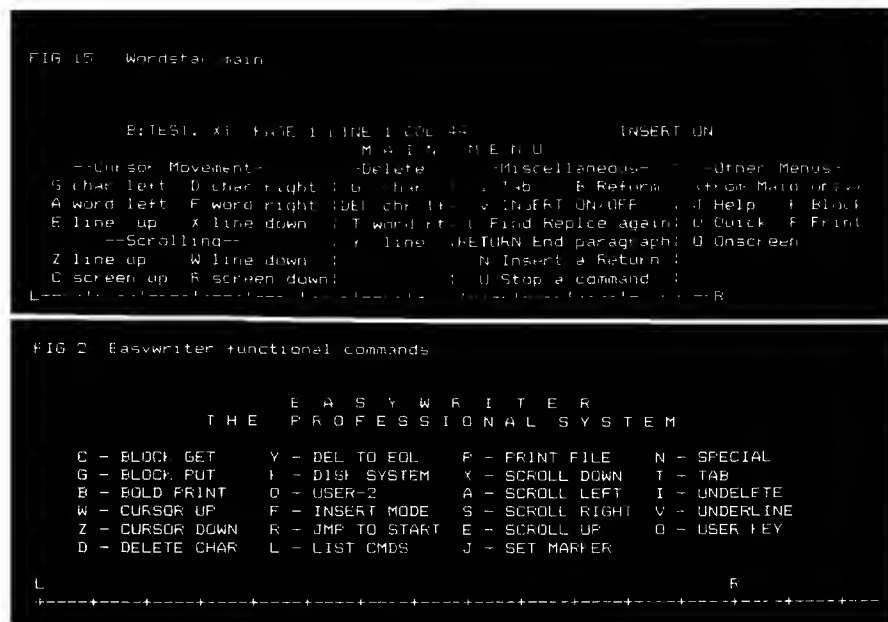 FIG 15 Wordstar main
B:TEST. PAGE 1 LINE 1 COL 44 INSERT ON
M A I N M E N U
--Cursor Movement- -Delete -Miscellaneous- -Other Menus-
S char left D char right | G char Tab B Reform (from Main
A word left F word right |DEL chr V INSERT ON/OFF Help Block
E line up X line down | T word rt L Find Replce again| Q Quick P Print
--Scrolling-- | Y line |RETURN End paragraph| O Onscreen
Z line up W line down | N Insert a Return |
C screen up R screen down| | U Stop a command |
FIG 2 Easywriter functional commands
E A S Y W R I T E R
T H E P R O F E S S I O N A L S Y S T E M
C - BLOCK GET Y - DEL TO EOL P - PRINT FILE N - SPECIAL
G - BLOCK PUT K - DISK SYSTEM X - SCROLL DOWN T - TAB
B - BOLD PRINT Q - USER-2 A - SCROLL LEFT I - UNDELETE
W - CURSOR UP F - INSERT MODE S - SCROLL RIGHT V - UNDERLINE
Z - CURSOR DOWN R - JMP TO START E - SCROLL UP O - USER KEY
D - DELETE CHAR L - LIST CMDS J - SET MARKER
L R